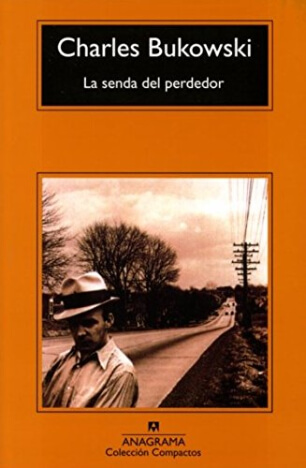 Charles Bukowski
La senda del perdedor
ANAGRAMA
Colección Compactos